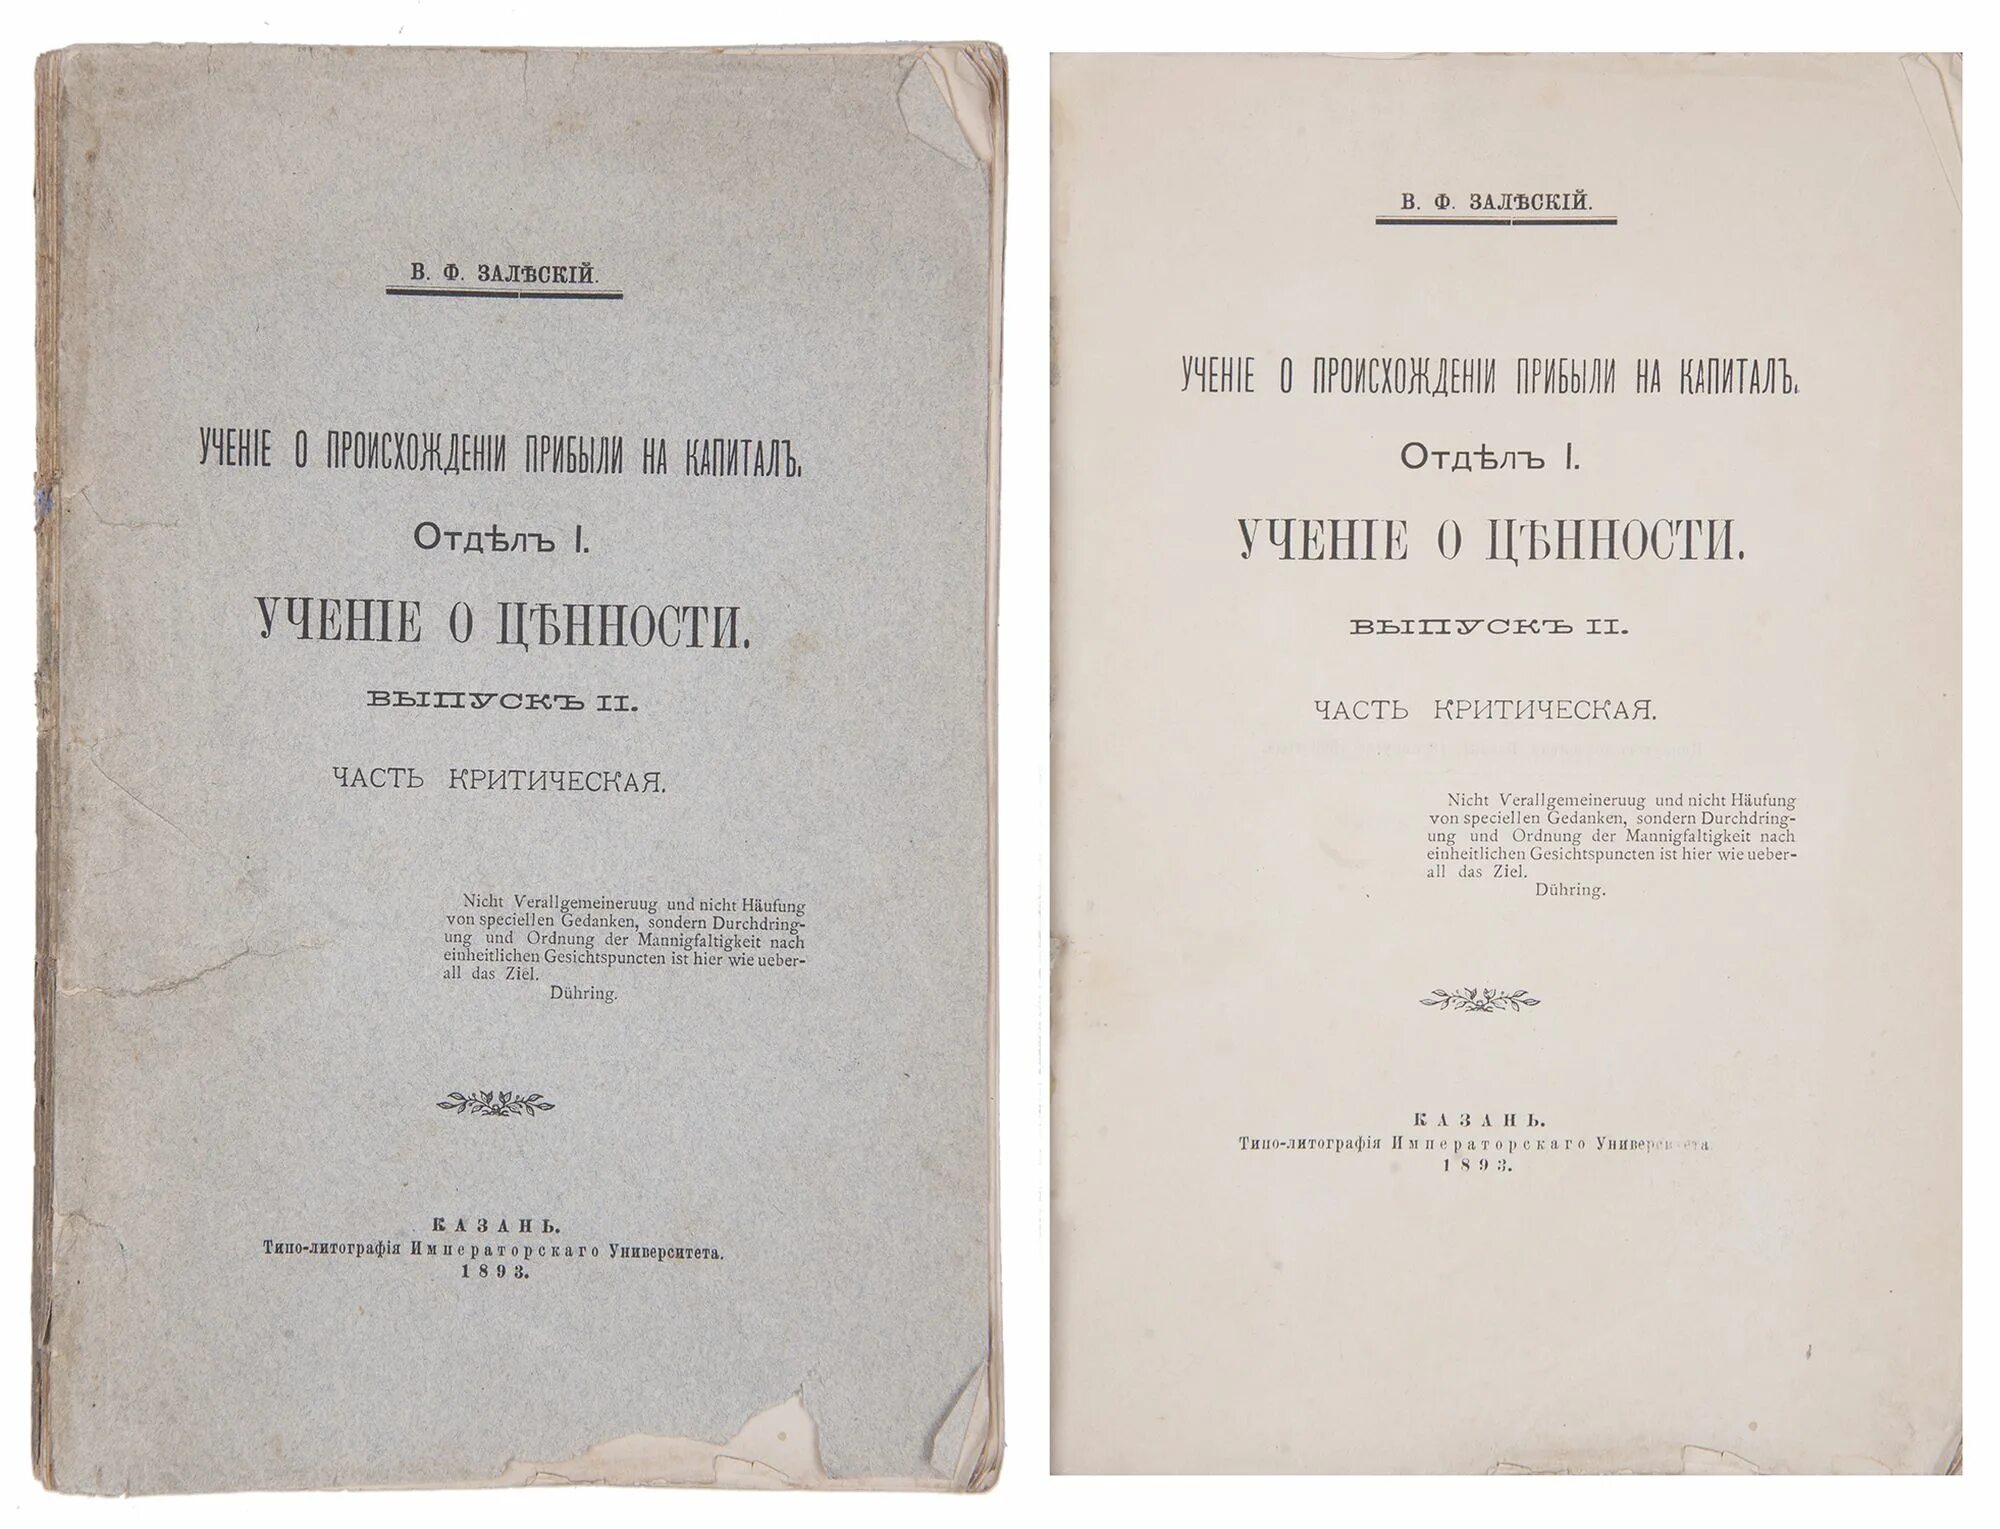 В. Ф. ЗАЛѢСКІЙ.
УЧЕНІЕ О ПРОИСХОЖДЕНІИ ПРИБЫЛИ НА КАПИТАЛЪ.
Отдѣлъ I.
УЧЕНІЕ О ЦѢННОСТИ.
ВЫПУСКЪ II.
ЧАСТЬ КРИТИЧЕСКАЯ.
Nicht Verallgemeineruug und nicht Häufung
von speciellen Gedanken, sondern Durchdring-
ung und Ordnung der Mannigfaltigkeit nach
einheitlichen Gesichtspuncten ist hier wie ueber-
all das Ziel.
Dühring.
КАЗАНЬ.
Типо-литографія Императорскаго Университета.
1893.
В. Ф. ЗАЛѢСКІЙ.
УЧЕНІЕ О ПРОИСХОЖДЕНІИ ПРИБЫЛИ НА КАПИТАЛЪ.
Отдѣлъ I.
УЧЕНІЕ О ЦѢННОСТИ.
ВЫПУСКЪ II.
ЧАСТЬ КРИТИЧЕСКАЯ.
Nicht Verallgemeineruug und nicht Häufung
von speciellen Gedanken, sondern Durchdring-
ung und Ordnung der Mannigfaltigkeit nach
einheitlichen Gesichtspuncten ist hier wie ueber-
all das Ziel.
Dühring.
КАЗАНЬ.
Типо-литографія Императорскаго Университета
1893.